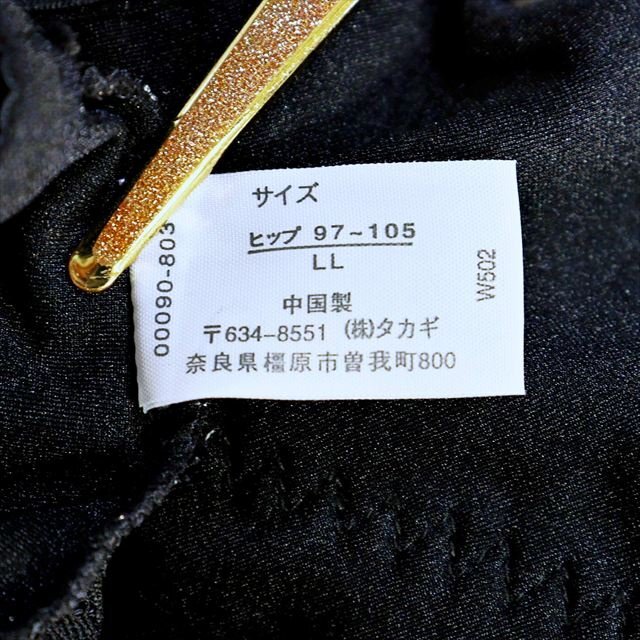 サイズ
ヒップ 97~105
LL
中国製
〒634-8551 (株)タカギ
奈良県橿原市曽我町800
00090-803
W502